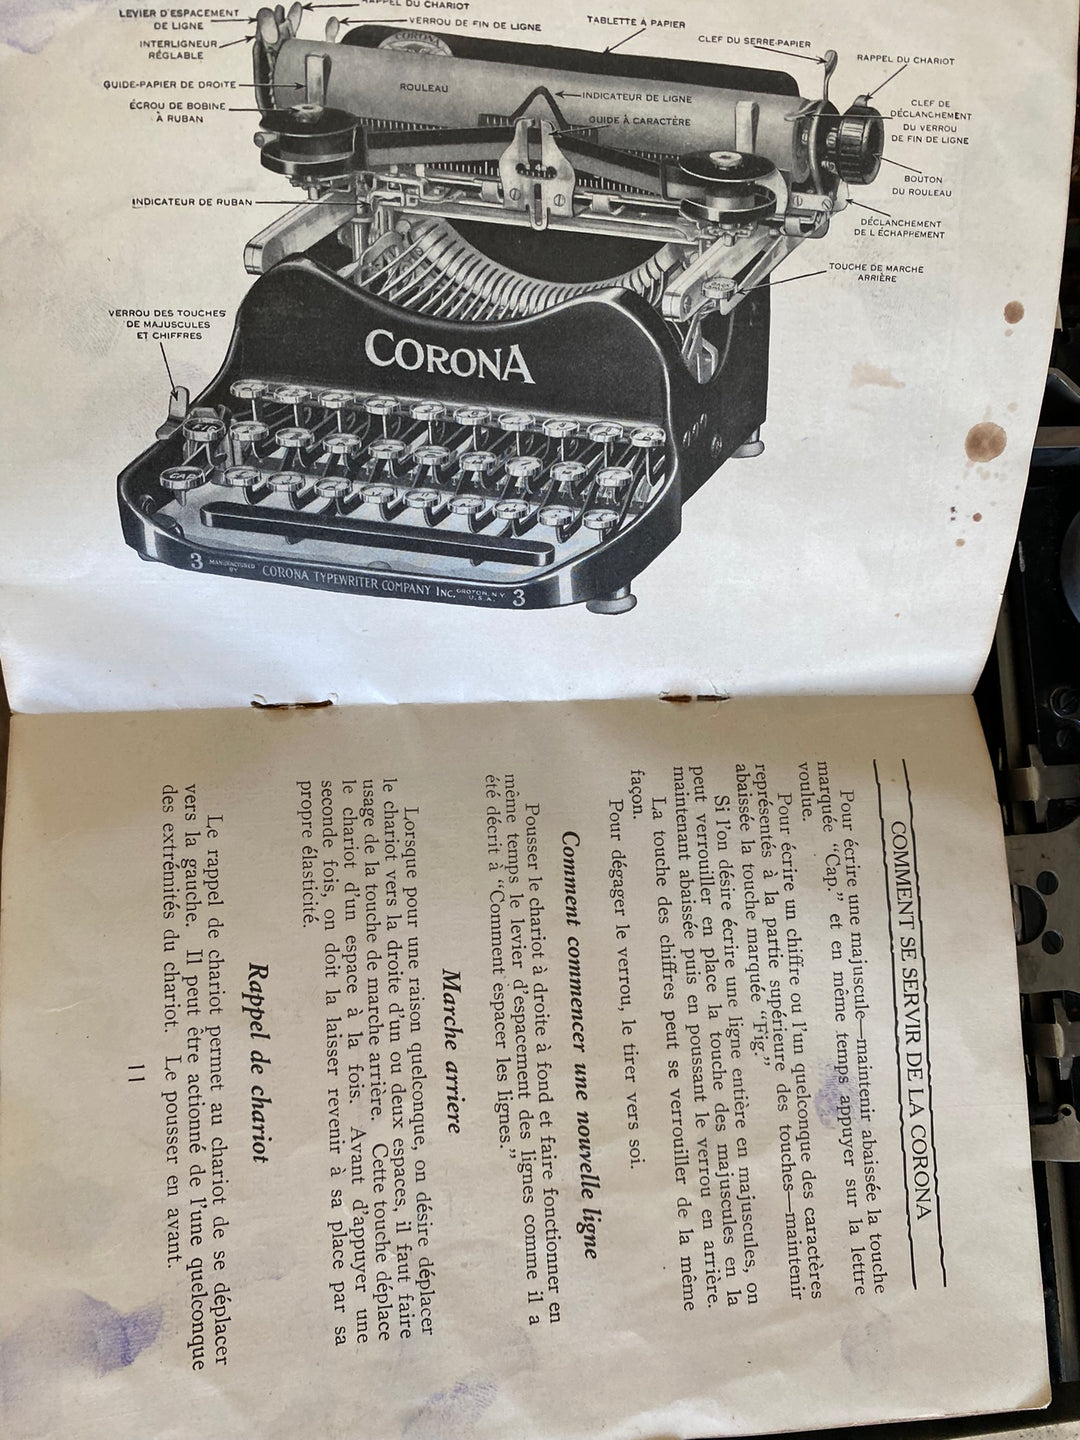 RAPPEL DU CHARIOT
LEVIER D'ESPACEMENT
DE LIGNE
VERROU DE FIN DE LIGNE
TABLETTE A PAPIER
CLEF DU SERRE-PAPIER
RAPPEL DU CHARIOT
INTERLIGNEUR
RÉGLABLE
CORONA
GUIDE-PAPIER DE DROITE
ROULEAU
INDICATEUR DE LIGNE
CLEF DE
DÉCLANCHEMENT
DU VERROU
DE FIN DE LIGNE
ÉCROU DE BOBINE
À RUBAN
GUIDE À CARACTÈRE
BOUTON
DU ROULEAU
INDICATEUR DE RUBAN
DÉCLANCHEMENT
DE L'ÉCHAPPEMENT
TOUCHE DE MARCHE
ARRIÈRE
VERROU DES TOUCHES
DE MAJUSCULES
ET CHIFFRES
CORONA
CAP
3 MANUFACTURED BY CORONA TYPEWRITER COMPANY INC. GROTON, N.Y. U.S.A. 3
COMMENT SE SERVIR DE LA CORONA
Pour écrire une majuscule—maintenir abaissée la touche
marquée “Cap.” et en même temps appuyer sur la lettre
voulue.
Pour écrire un chiffre ou l'un quelconque des caractères
représentés à la partie supérieure des touches—maintenir
abaissée la touche marquée “Fig.”
Si l'on désire écrire une ligne entière en majuscules, on
peut verrouiller en place la touche des majuscules en la
maintenant abaissée puis en poussant le verrou en arrière.
La touche des chiffres peut se verrouiller de la même
façon.
Pour dégager le verrou, le tirer vers soi.
Comment commencer une nouvelle ligne
Pousser le chariot à droite à fond et faire fonctionner en
même temps le levier d'espacement des lignes comme il a
été décrit à “Comment espacer les lignes.”
Marche arriere
Lorsque pour une raison quelconque, on désire déplacer
le chariot vers la droite d'un ou deux espaces, il faut faire
usage de la touche de marche arrière. Cette touche déplace
le chariot d'un espace à la fois. Avant d'appuyer une
seconde fois, on doit la laisser revenir à sa place par sa
propre élasticité.
Rappel de chariot
Le rappel de chariot permet au chariot de se déplacer
vers la gauche. Il peut être actionné de l'une quelconque
des extrémités du chariot. Le pousser en avant.
11